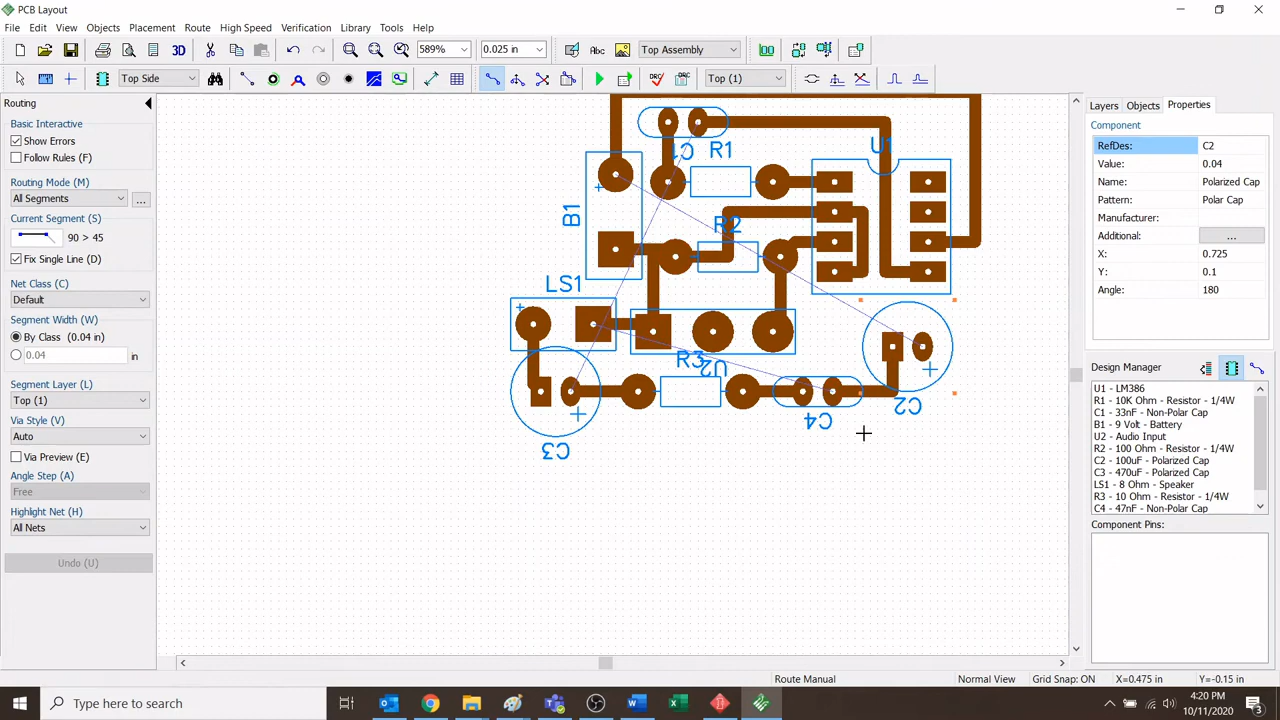 PCB Layout
File Edit View Objects Placement Route High Speed Verification Library Tools Help
3D 589% 0.025 in Abc Top Assembly
Top Side DRC DRC Top (1)
Routing
Basic Interactive
Show Errors
Follow Rules (F)
Routing Mode (M)
All Segments ...
Current Segment (S)
90 > 45
Fix Single Line (D)
Net Class (C)
Default
Segment Width (W)
By Class (0.04 in)
0.04 in
Segment Layer (L)
Top (1)
Via Style (V)
Auto
Via Preview (E)
Angle Step (A)
Free
Highlight Net (H)
All Nets
Undo (U)
C1 R1 U1
+
B1
R2
LS1
+
R3 U2
+
+
C2
C4
C3
Layers Objects Properties
Component
RefDes: C2
Value: 0.04
Name: Polarized Cap
Pattern: Polar Cap
Manufacturer:
Additional: ...
X: 0.725
Y: 0.1
Angle: 180
Design Manager
U1 - LM386
R1 - 10K Ohm - Resistor - 1/4W
C1 - 33nF - Non-Polar Cap
B1 - 9 Volt - Battery
U2 - Audio Input
R2 - 100 Ohm - Resistor - 1/4W
C2 - 100uF - Polarized Cap
C3 - 470uF - Polarized Cap
LS1 - 8 Ohm - Speaker
R3 - 10 Ohm - Resistor - 1/4W
C4 - 47nF - Non-Polar Cap
Component Pins:
Route Manual Normal View Grid Snap: ON X=0.475 in Y=-0.15 in
Type here to search
4:20 PM
10/11/2020
3